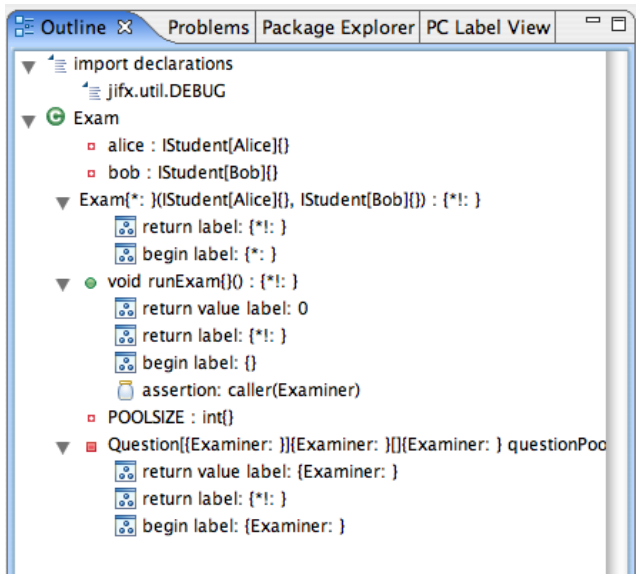 Outline Problems Package Explorer PC Label View
import declarations
jifx.util.DEBUG
Exam
alice : IStudent[Alice]{}
bob : IStudent[Bob]{}
Exam{*: }(IStudent[Alice]{}, IStudent[Bob]{}) : {*!: }
return label: {*!: }
begin label: {*: }
void runExam{}() : {*!: }
return value label: 0
return label: {*!: }
begin label: {}
assertion: caller(Examiner)
POOLSIZE : int{}
Question[{Examiner: }]{Examiner: }[]{Examiner: } questionPoo
return value label: {Examiner: }
return label: {*!: }
begin label: {Examiner: }